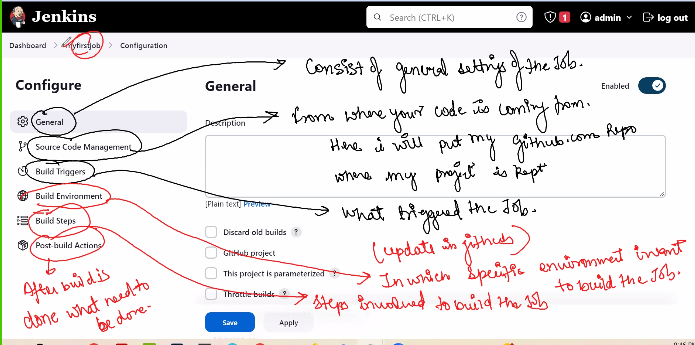 Jenkins
Search (CTRL+K)
1
admin
log out
Dashboard > myfirstjob > Configuration
Configure
General
Source Code Management
Build Triggers
Build Environment
Build Steps
Post-build Actions
General
Enabled
Description
[Plain text] Preview
Discard old builds ?
GitHub project
This project is parameterized ?
Throttle builds ?
Save
Apply
Consist of general settings of the Job.
from where your code is coming from.
Here i will put my github.com Repo
where my project is kept
what triggered the Job.
(update in github)
In which specific environment i want
to build the Job.
Steps involved to build the Job
After build is
done what need to
be done-